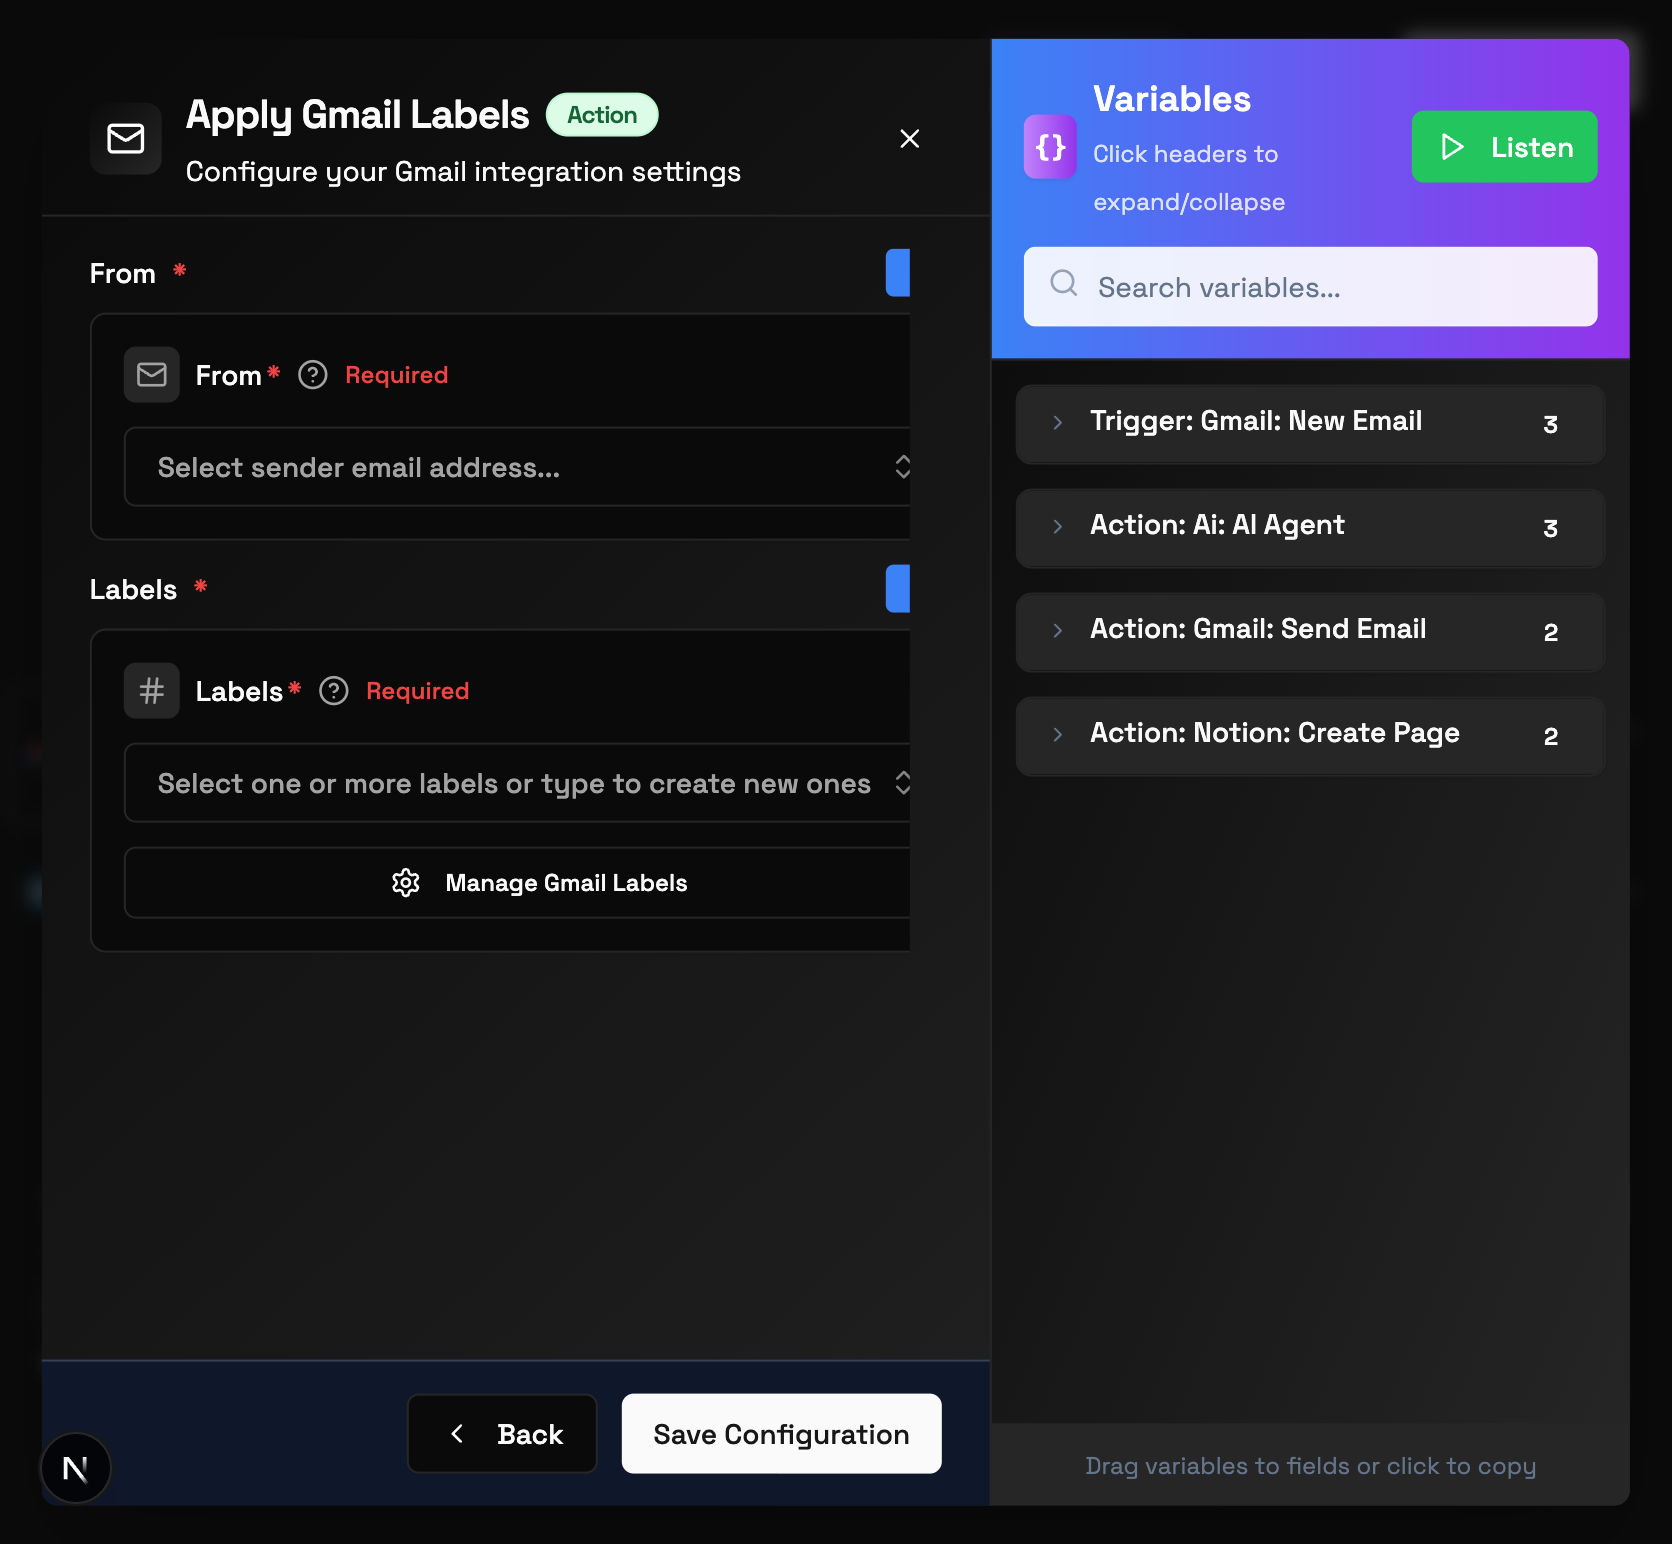 Apply Gmail Labels
Action
Configure your Gmail integration settings
From *
From* Required
Select sender email address...
Labels *
Labels* Required
Select one or more labels or type to create new ones
Manage Gmail Labels
Back
Save Configuration
N
{}
Variables
Click headers to
expand/collapse
Listen
Search variables...
Trigger: Gmail: New Email 3
Action: Ai: AI Agent 3
Action: Gmail: Send Email 2
Action: Notion: Create Page 2
Drag variables to fields or click to copy